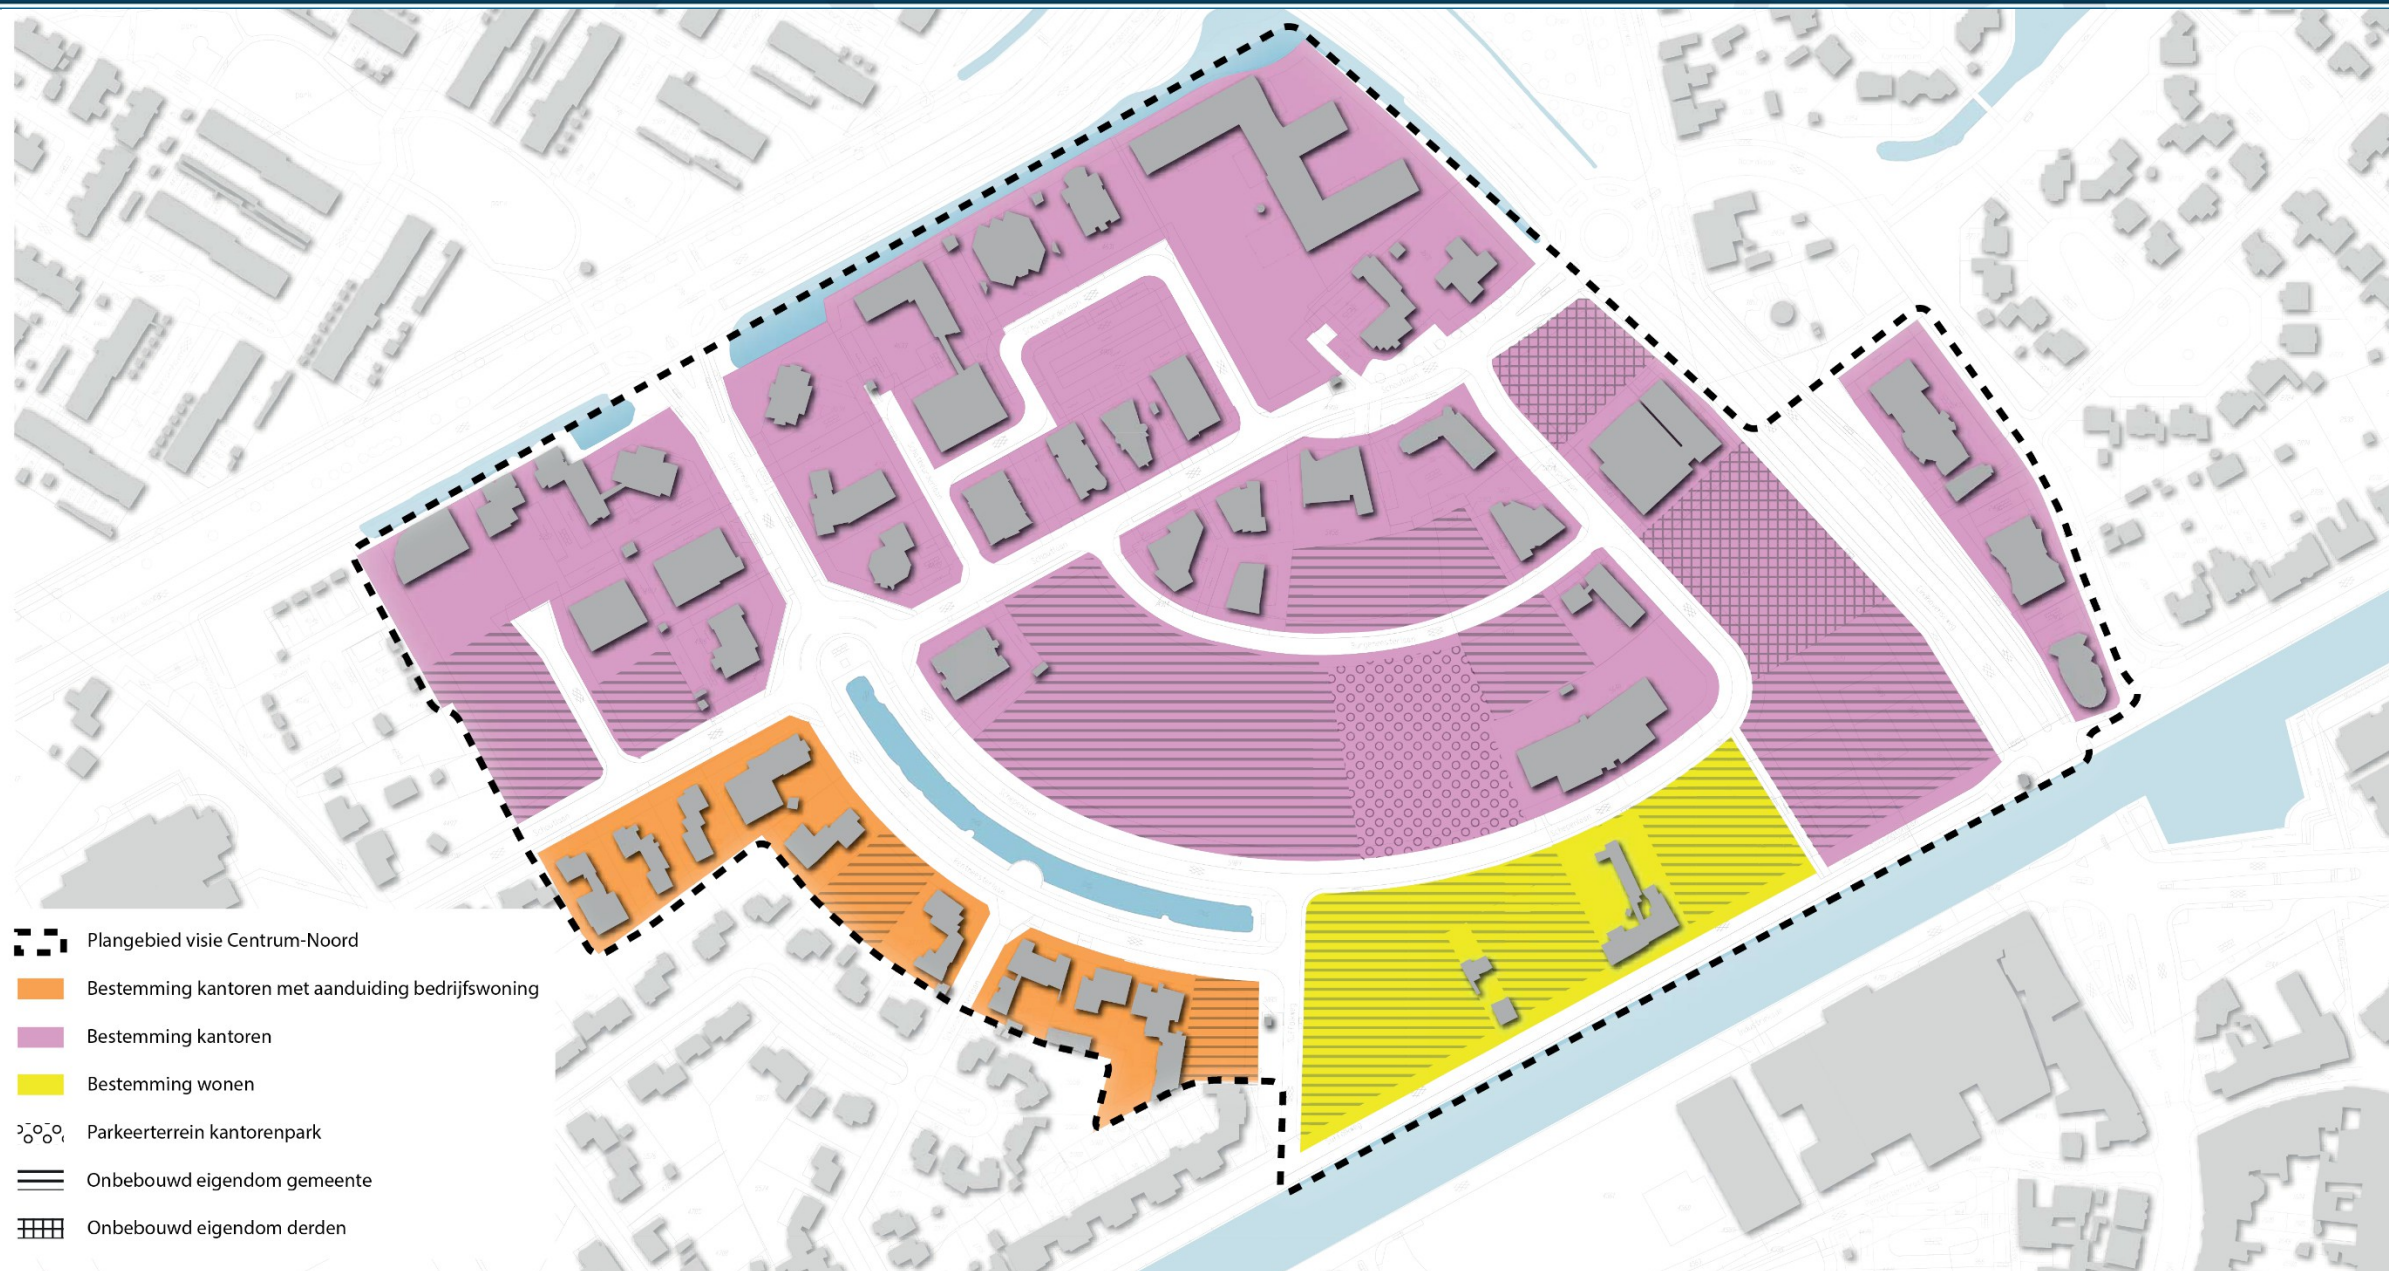 Plangebied visie Centrum-Noord
Bestemming kantoren met aanduiding bedrijfswoning
Bestemming kantoren
Bestemming wonen
Parkeerterrein kantorenpark
Onbebouwd eigendom gemeente
Onbebouwd eigendom derden